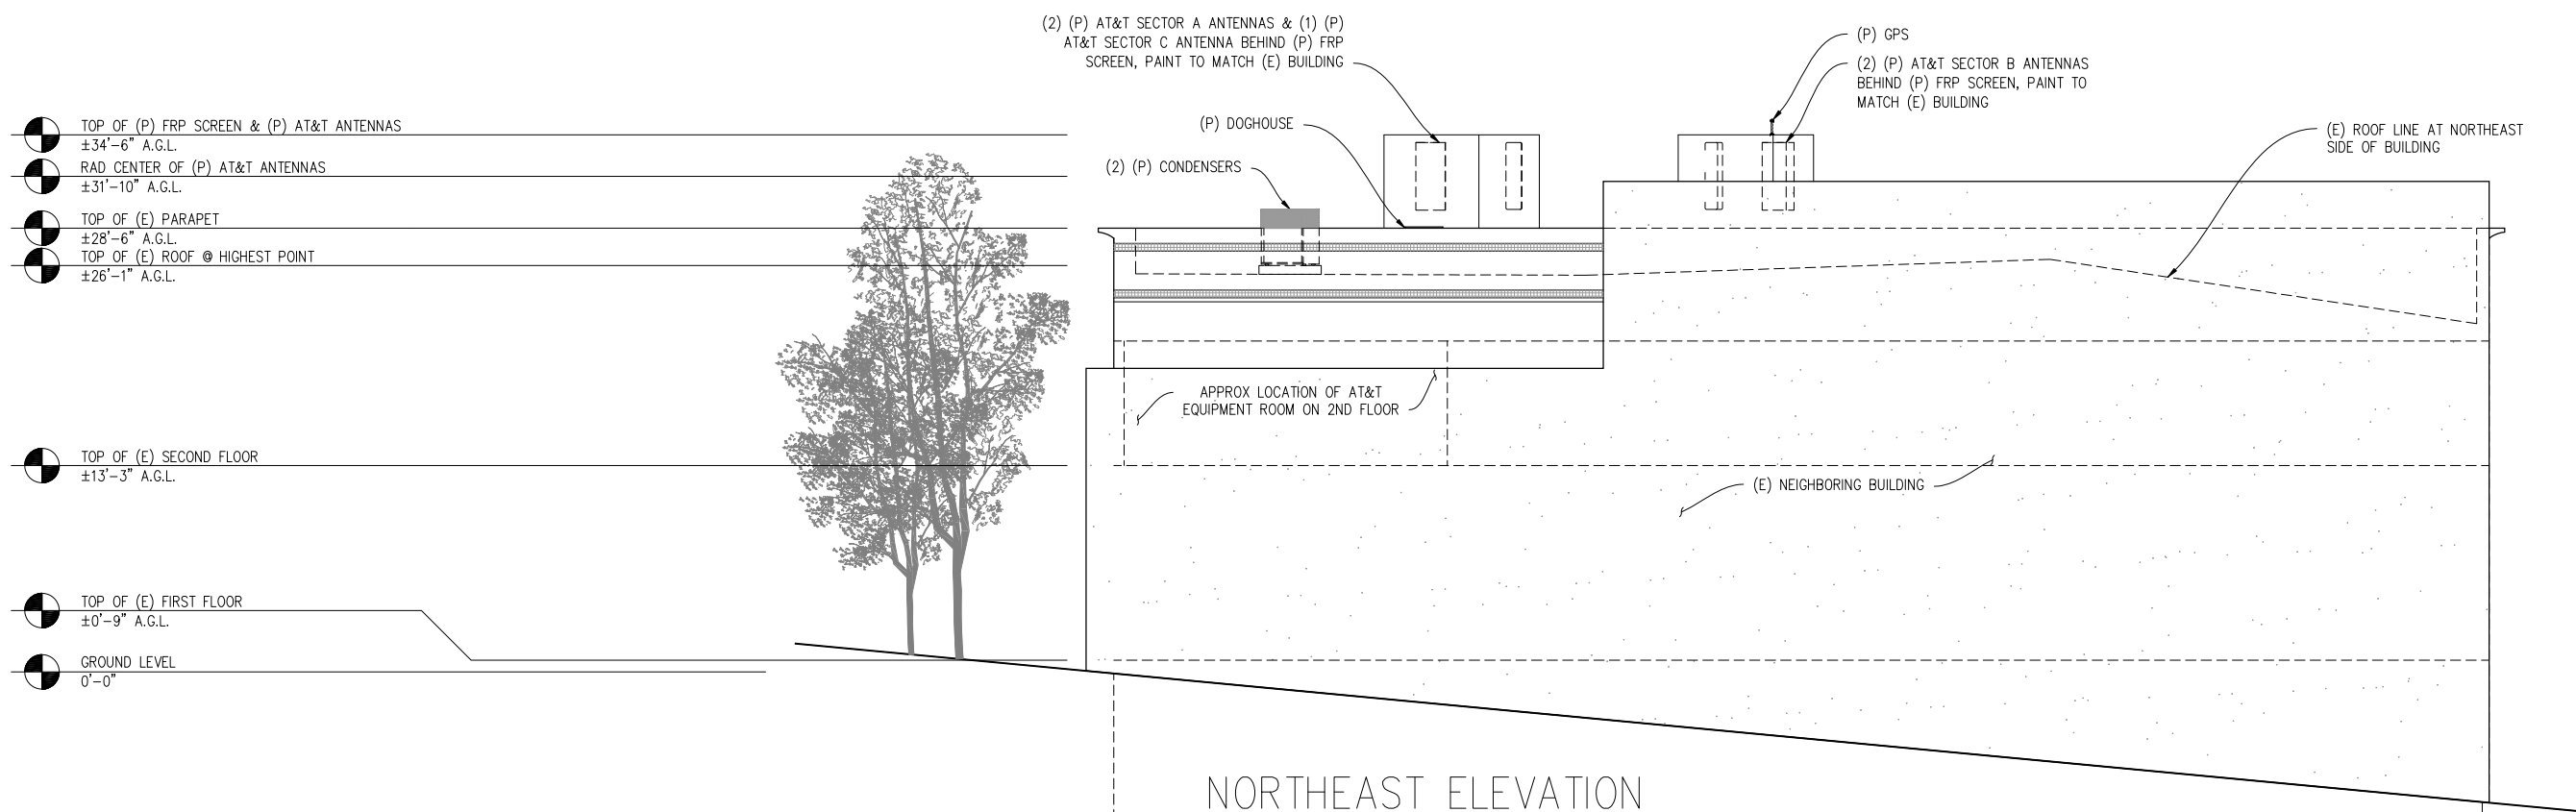 (2) (P) AT&T SECTOR A ANTENNAS & (1) (P)
AT&T SECTOR C ANTENNA BEHIND (P) FRP
SCREEN, PAINT TO MATCH (E) BUILDING
(P) GPS
(2) (P) AT&T SECTOR B ANTENNAS
BEHIND (P) FRP SCREEN, PAINT TO
MATCH (E) BUILDING
(P) DOGHOUSE
(2) (P) CONDENSERS
(E) ROOF LINE AT NORTHEAST
SIDE OF BUILDING
TOP OF (P) FRP SCREEN & (P) AT&T ANTENNAS
±34'-6" A.G.L.
RAD CENTER OF (P) AT&T ANTENNAS
±31'-10" A.G.L.
TOP OF (E) PARAPET
±28'-6" A.G.L.
TOP OF (E) ROOF @ HIGHEST POINT
±26'-1" A.G.L.
APPROX LOCATION OF AT&T
EQUIPMENT ROOM ON 2ND FLOOR
TOP OF (E) SECOND FLOOR
±13'-3" A.G.L.
(E) NEIGHBORING BUILDING
TOP OF (E) FIRST FLOOR
±0'-9" A.G.L.
GROUND LEVEL
0'-0"
NORTHEAST ELEVATION